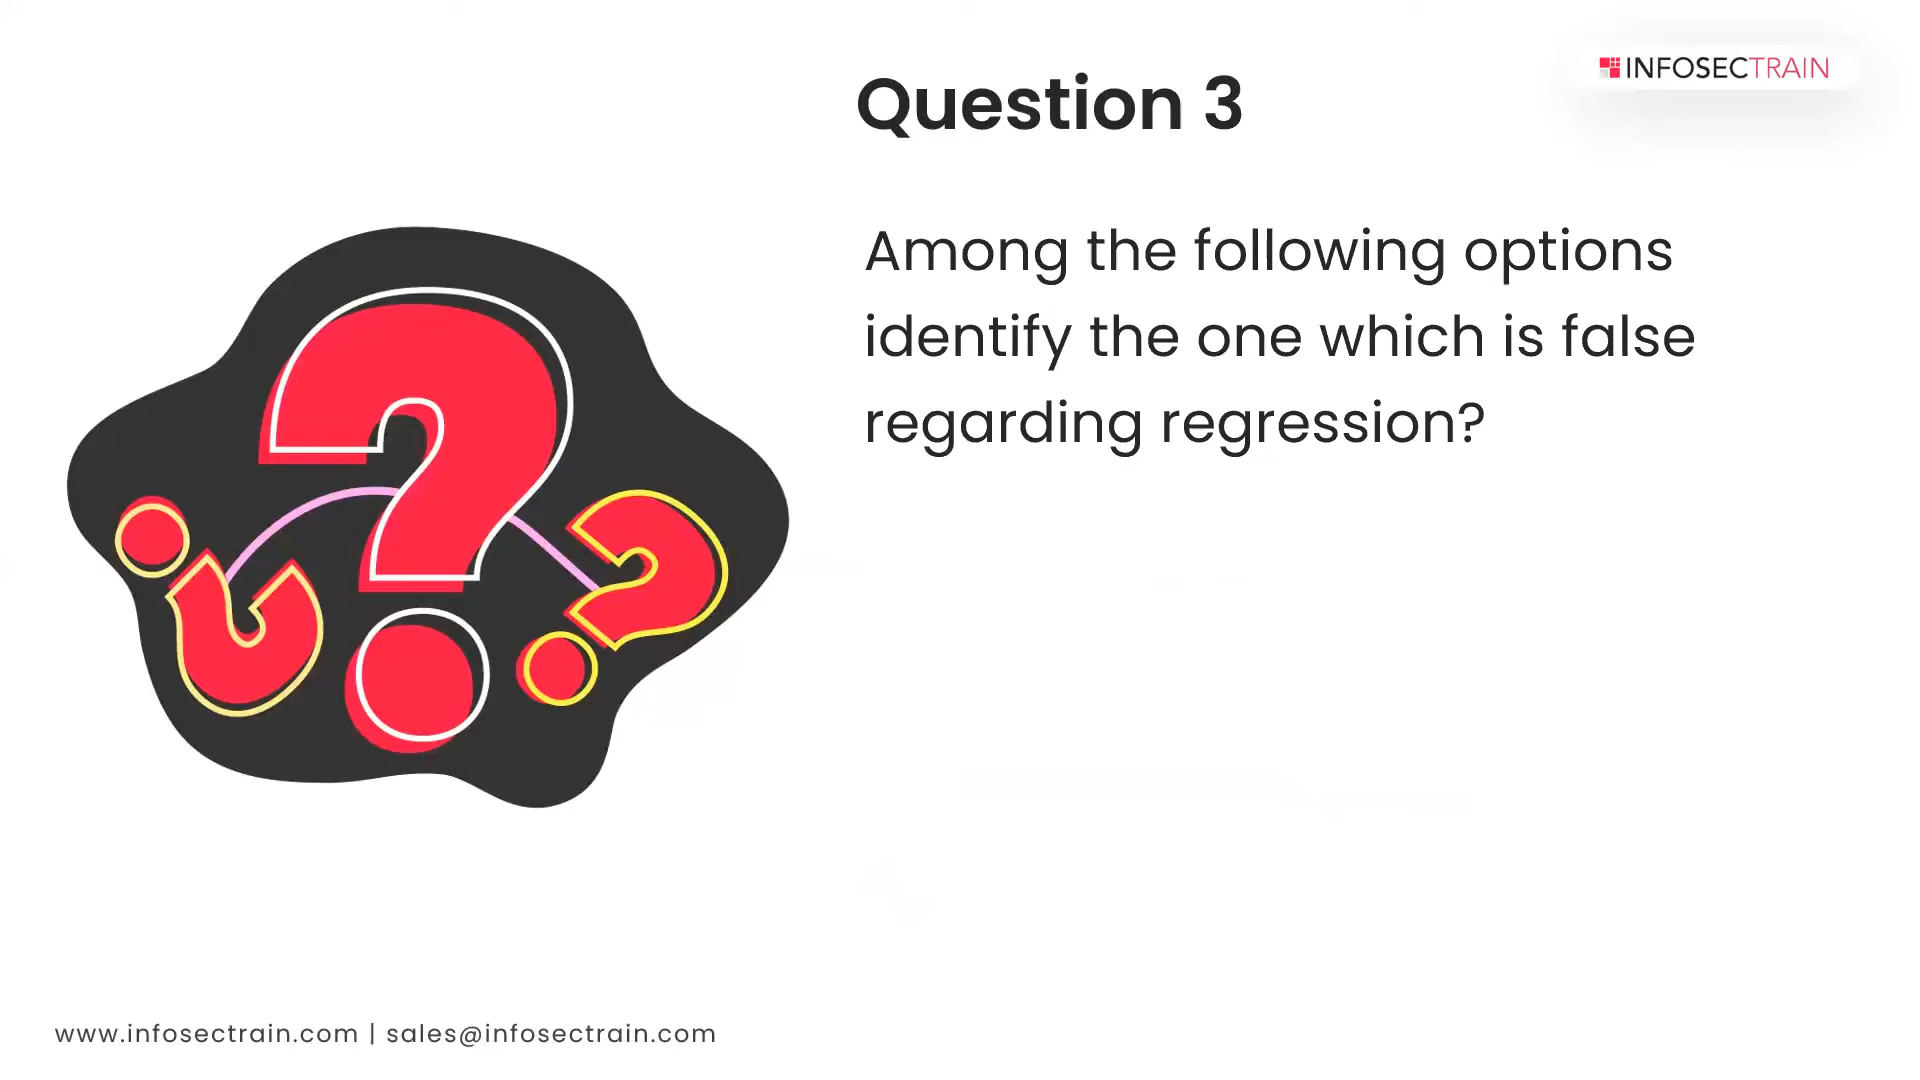 INFOSECTRAIN
Question 3
Among the following options
identify the one which is false
regarding regression?
www.infosectrain.com | sales@infosectrain.com